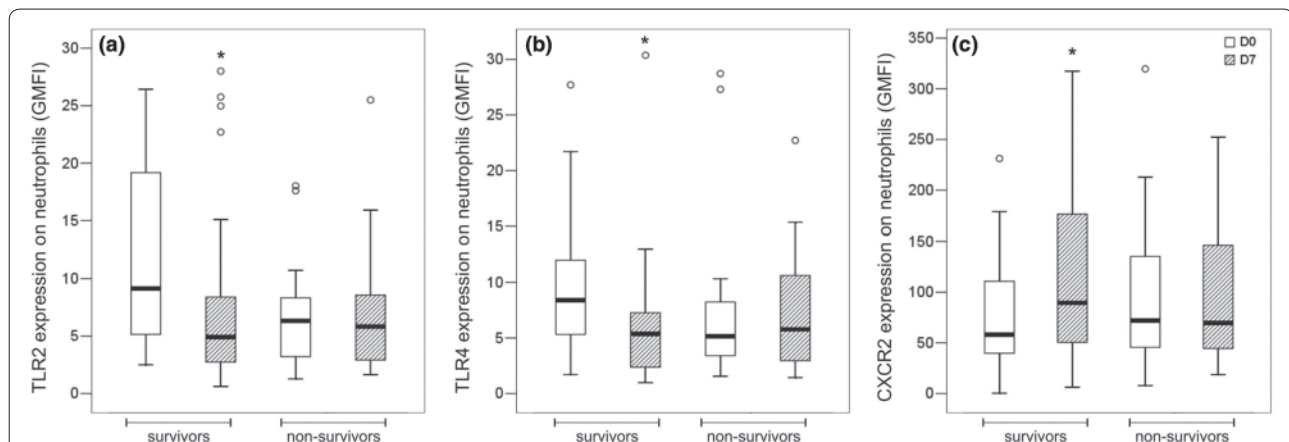 (a)
TLR2 expression on neutrophils (GMFI)
30
25
20
15
10
5
0
*
survivors
non-survivors
(b)
TLR4 expression on neutrophils (GMFI)
30
25
20
15
10
5
0
*
survivors
non-survivors
(c)
CXCR2 expression on neutrophils (GMFI)
350
300
250
200
150
100
50
0
*
D0
D7
survivors
non-survivors